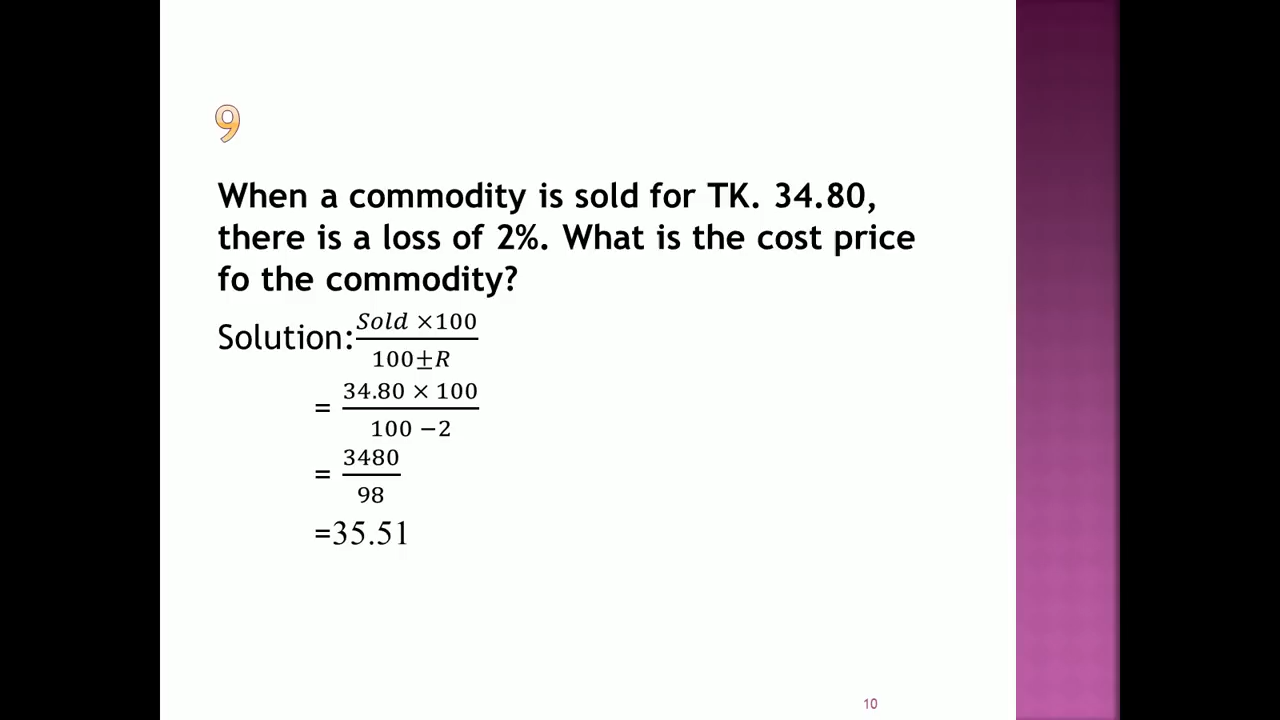 9
When a commodity is sold for TK. 34.80,
there is a loss of 2%. What is the cost price
fo the commodity?
Solution: Sold ×100 / 100±R
= 34.80 × 100 / 100 −2
= 3480 / 98
=35.51
10